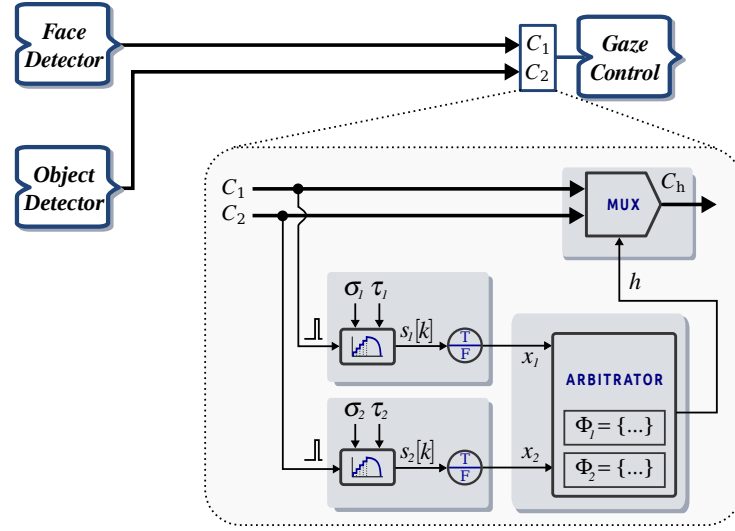 Face
Detector
C₁
C₂
Gaze
Control
Object
Detector
C₁
C₂
MUX
Cₕ
h
σ₁ τ₁
s₁[k]
T
F
x₁
ARBITRATOR
Φ₁= {...}
Φ₂= {...}
σ₂ τ₂
s₂[k]
T
F
x₂